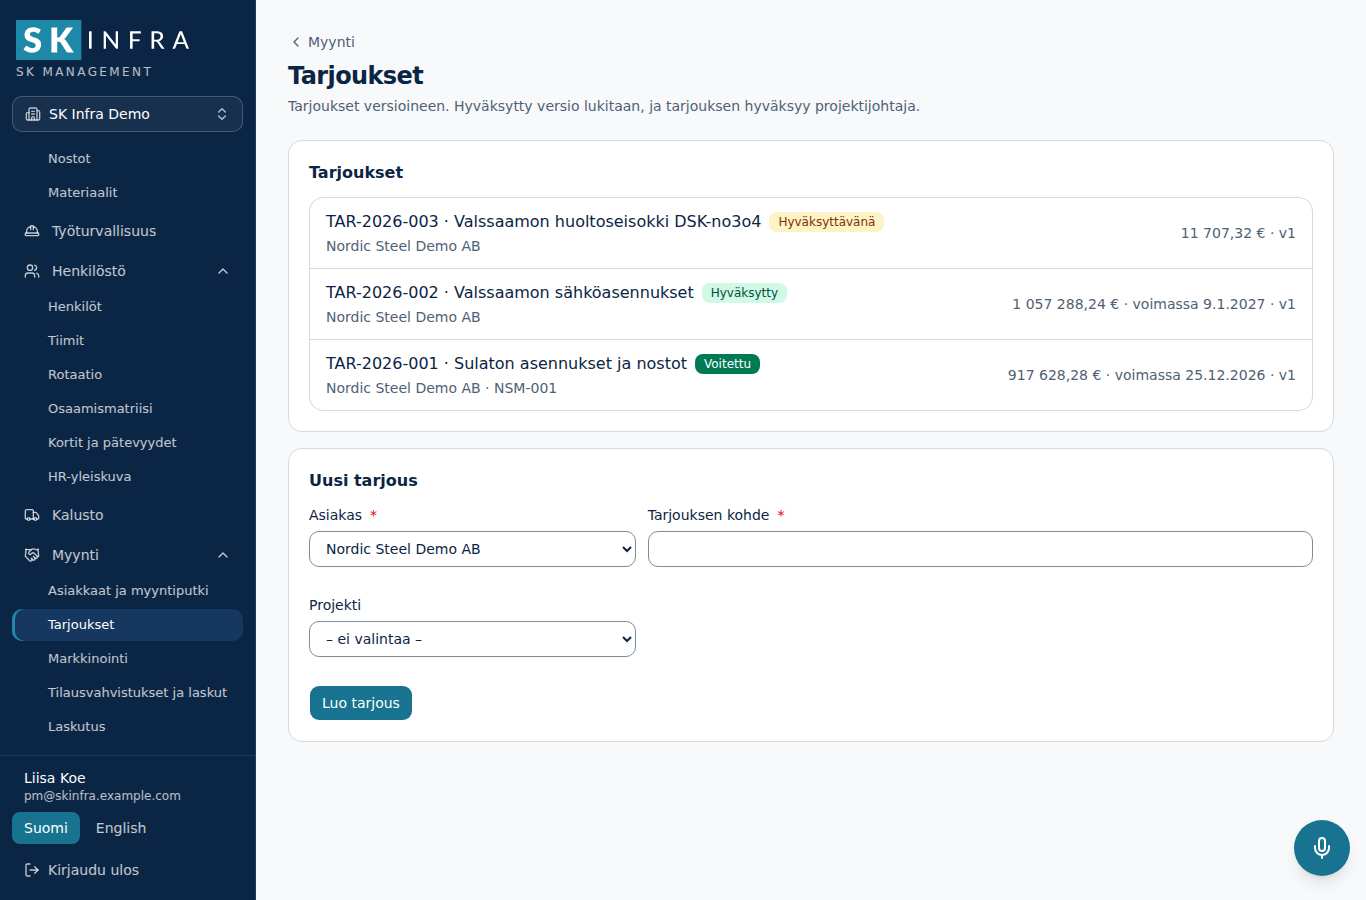 SK INFRA
SK MANAGEMENT
SK Infra Demo
Nostot
Materiaalit
Työturvallisuus
Henkilöstö
Henkilöt
Tiimit
Rotaatio
Osaamismatriisi
Kortit ja pätevyydet
HR-yleiskuva
Kalusto
Myynti
Asiakkaat ja myyntiputki
Tarjoukset
Markkinointi
Tilausvahvistukset ja laskut
Laskutus
Liisa Koe
pm@skinfra.example.com
Suomi English
Kirjaudu ulos
Myynti
Tarjoukset
Tarjoukset versioineen. Hyväksytty versio lukitaan, ja tarjouksen hyväksyy projektijohtaja.
Tarjoukset
TAR-2026-003 · Valssaamon huoltoseisokki DSK-no3o4 Hyväksyttävänä
Nordic Steel Demo AB
11 707,32 € · v1
TAR-2026-002 · Valssaamon sähköasennukset Hyväksytty
Nordic Steel Demo AB
1 057 288,24 € · voimassa 9.1.2027 · v1
TAR-2026-001 · Sulaton asennukset ja nostot Voitettu
Nordic Steel Demo AB · NSM-001
917 628,28 € · voimassa 25.12.2026 · v1
Uusi tarjous
Asiakas * Tarjouksen kohde *
Nordic Steel Demo AB
Projekti
– ei valintaa –
Luo tarjous